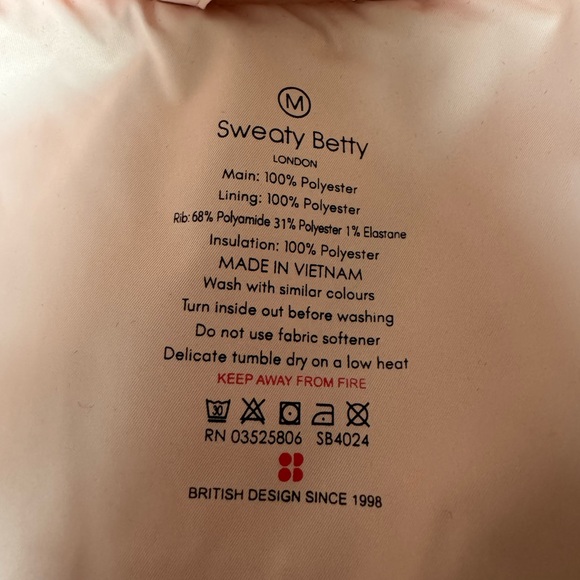 M
Sweaty Betty
LONDON
Main: 100% Polyester
Lining: 100% Polyester
Rib: 68% Polyamide 31% Polyester 1% Elastane
Insulation: 100% Polyester
MADE IN VIETNAM
Wash with similar colours
Turn inside out before washing
Do not use fabric softener
Delicate tumble dry on a low heat
KEEP AWAY FROM FIRE
30
RN 03525806 SB4024
BRITISH DESIGN SINCE 1998